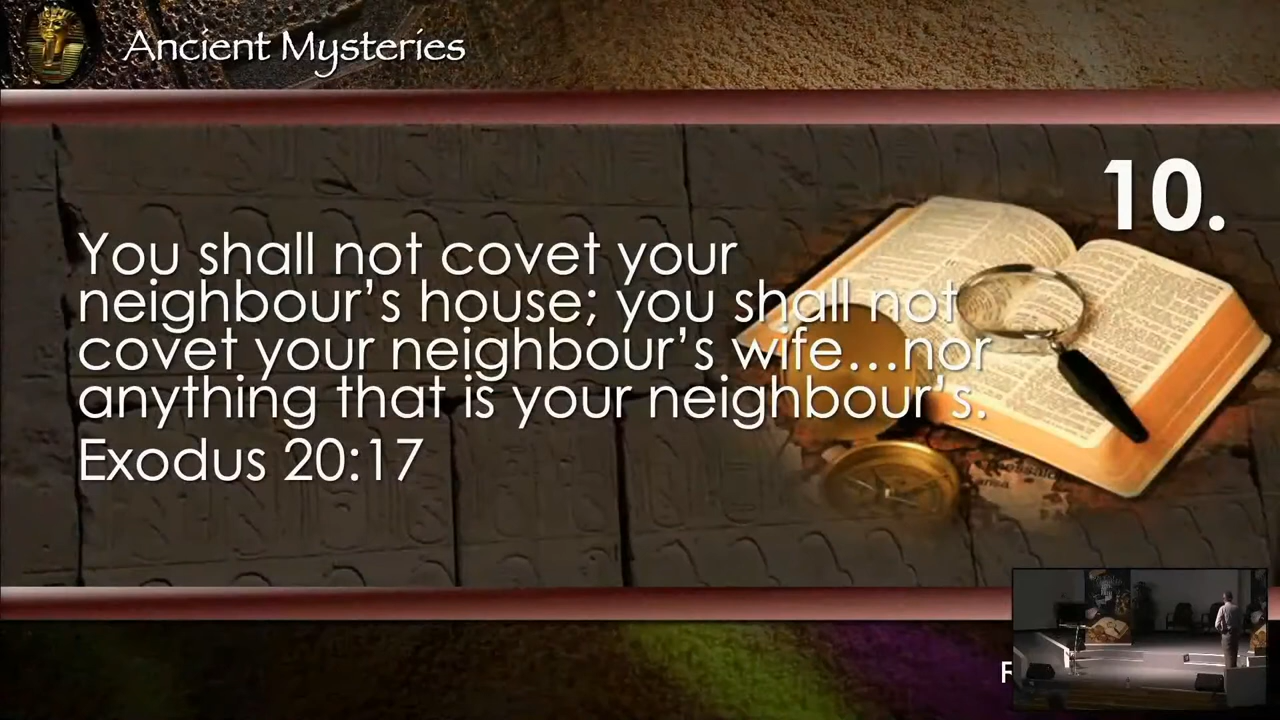 Ancient Mysteries
10.
You shall not covet your
neighbour’s house; you shall not
covet your neighbour’s wife…nor
anything that is your neighbour’s.
Exodus 20:17